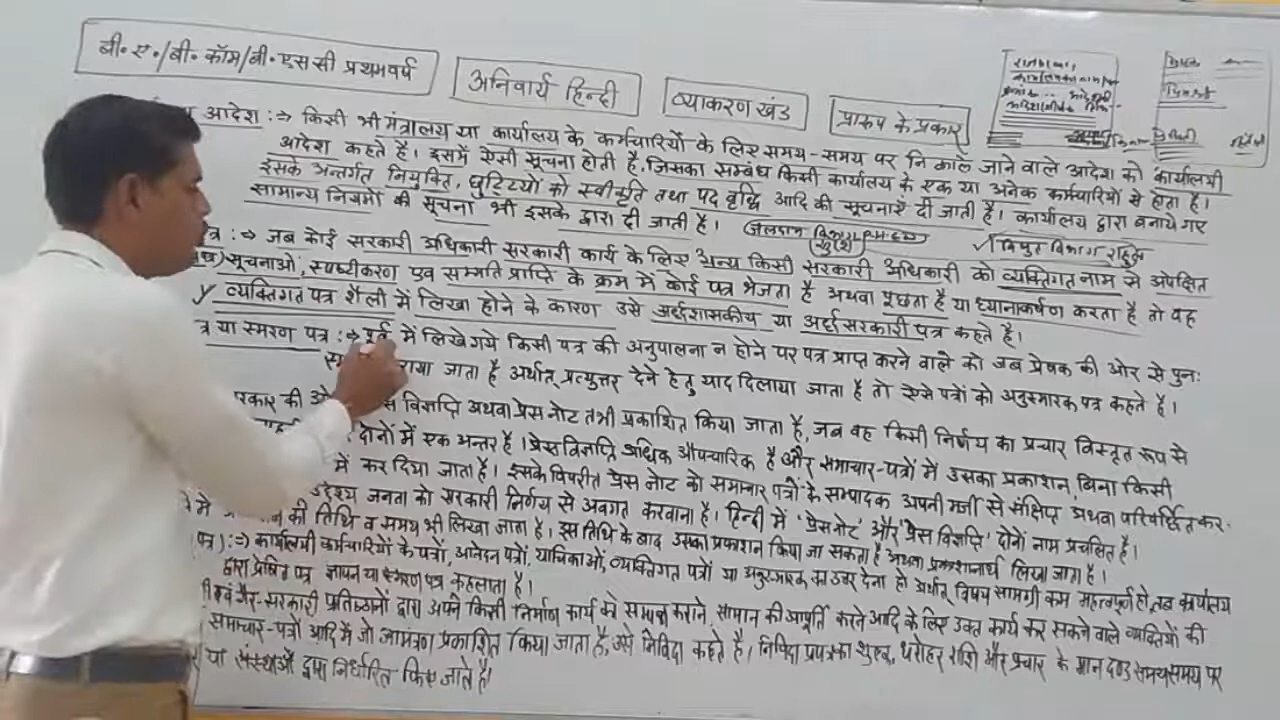 बी॰ ए॰/बी॰ कॉम/बी॰ एस सी प्रथमवर्ष
अनिवार्य हिन्दी
व्याकरण खंड
प्रारूप के प्रकार
आदेश :⇒ किसी भी मंत्रालय या कार्यालय के कर्मचारियों के लिए समय-समय पर निकाले जाने वाले आदेश को कार्यालयी
आदेश कहते है। इसमें ऐसी सूचना होती है, जिसका सम्बंध किसी कार्यालय के एक या अनेक कर्मचारियों से होता है।
इसके अन्तर्गत नियुक्ति, छुट्टियों की स्वीकृति तथा पद वृद्धि आदि की सूचनाएँ दी जाती है। कार्यालय द्वारा बनाये गए
सामान्य नियमों की सूचना भी इसके द्वारा दी जाती है।
जलदाय विभाग
विधुत विभाग
त्र :⇒ जब कोई सरकारी अधिकारी सरकारी कार्य के लिए अन्य किसी सरकारी अधिकारी को व्यक्तिगत नाम से अपेक्षित
सूचनाओं, स्पष्टीकरण एवं सम्मति प्राप्ति के क्रम में कोई पत्र भेजता है अथवा पूछता है या ध्यानाकर्षण करता है तो वह
व्यक्तिगत पत्र शैली में लिखा होने के कारण उसे अर्द्धशासकीय या अर्द्धसरकारी पत्र कहते है।
त्र या स्मरण पत्र :⇒ पूर्व में लिखे गये किसी पत्र की अनुपालना न होने पर पत्र प्राप्त करने वाले को जब प्रेषक की ओर से पुनः
राया जाता है अर्थात् प्रत्युत्तर देने हेतु याद दिलाया जाता है तो ऐसे पत्रों को अनुस्मारक पत्र कहते है।
रकार की ओ विज्ञप्ति अथवा प्रेस नोट तभी प्रकाशित किया जाता है, जब वह किसी निर्णय का प्रचार विस्तृत रूप से
दोनों में एक अन्तर है। प्रेस विज्ञप्ति अधिक औपचारिक है और समाचार-पत्रों में उसका प्रकाशन बिना किसी
में कर दिया जाता है। इसके विपरीत प्रेस नोट को समाचार पत्रों के सम्पादक अपनी मर्जी से संक्षिप्त अथवा परिवर्द्धित कर-
उद्देश्य जनता को सरकारी निर्णय से अवगत करवाना है। हिन्दी में 'प्रेस नोट' और 'प्रेस विज्ञप्ति' दोनों नाम प्रचलित है।
की तिथि व समय भी लिखा जाता है। इस तिथि के बाद उसका प्रकाशन किया जा सकता है अथवा प्रकाशनार्थ लिखा जाता है।
पत्र) :⇒ कार्यालयी कर्मचारियों के पत्रों, आवेदन पत्रों, याचिकाओं, व्यक्तिगत पत्रों या अनुस्मारक का उत्तर देना हो अर्थात् विषय सामग्री कम महत्वपूर्ण हो, तब कार्यालय
द्वारा प्रेषित पत्र ज्ञापन या स्मरण पत्र कहलाता है।
एवं गैर-सरकारी प्रतिष्ठानों द्वारा अपने किसी निर्माण कार्य को सम्पन्न कराने, सामान की आपूर्ति करने आदि के लिए उक्त कार्य कर सकने वाले व्यक्तियों की
समाचार-पत्रों आदि में जो आमंत्रण प्रकाशित किया जाता है, उसे निविदा कहते है। निविदा प्रपत्र का शुल्क, धरोहर राशि और प्रचार के मानदण्ड समय समय पर
या संस्थाओं द्वारा निर्धारित किए जाते है।